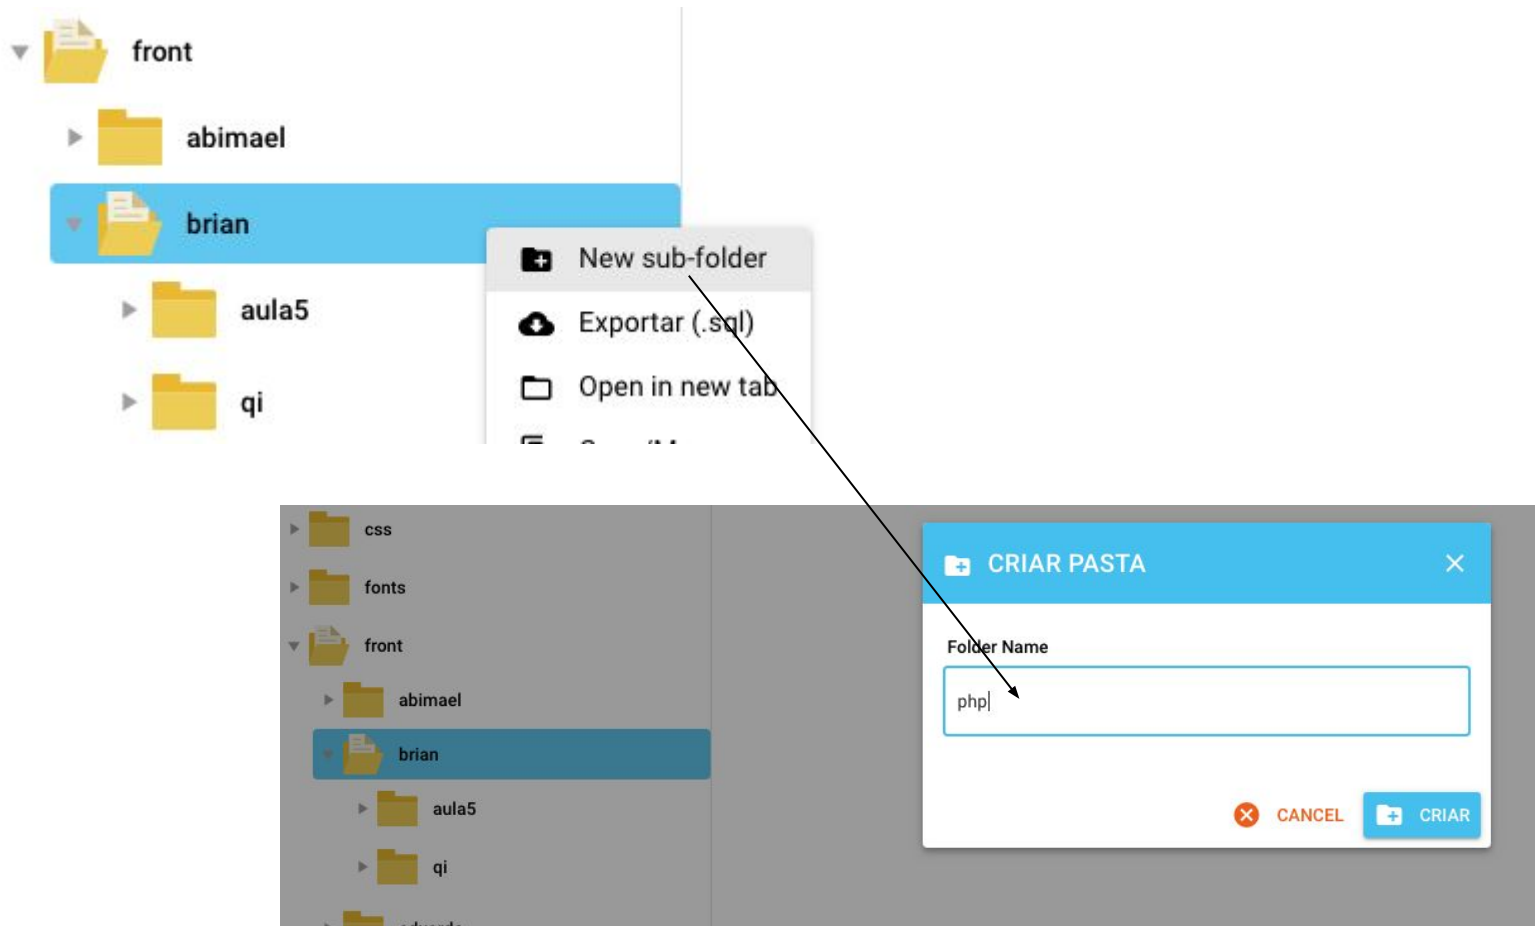 front
abimael
brian
New sub-folder
aula5
Exportar (.sql)
Open in new tab
qi
css
fonts
front
abimael
brian
aula5
qi
CRIAR PASTA
Folder Name
php
CANCEL
CRIAR